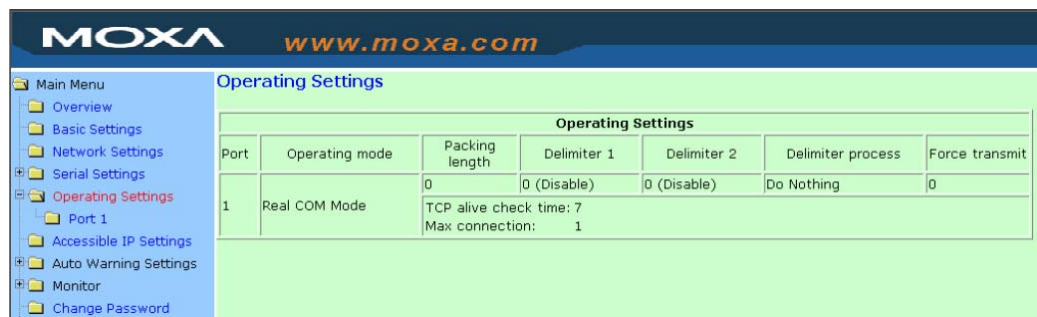 MOXA www.moxa.com
Main Menu
Overview
Basic Settings
Network Settings
Serial Settings
Operating Settings
Port 1
Accessible IP Settings
Auto Warning Settings
Monitor
Change Password
Operating Settings
Operating Settings
Port Operating mode Packing length Delimiter 1 Delimiter 2 Delimiter process Force transmit
1 Real COM Mode 0 0 (Disable) 0 (Disable) Do Nothing 0
TCP alive check time: 7
Max connection: 1